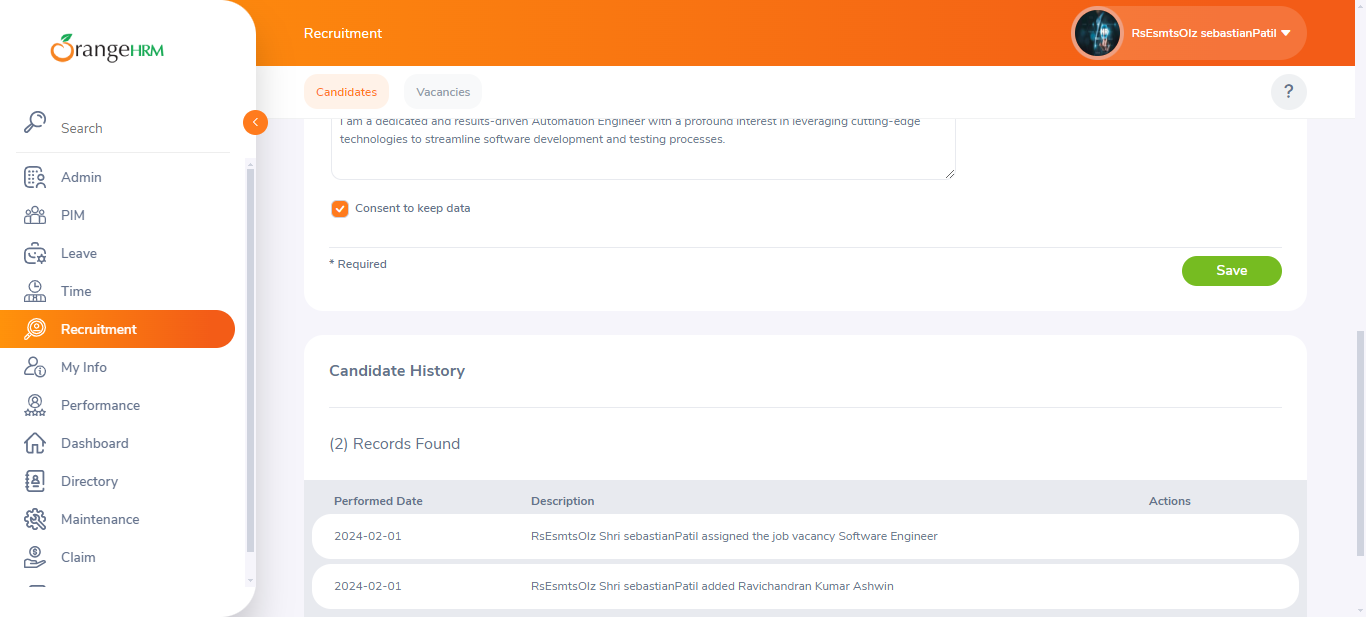 OrangeHRM
Recruitment
RsEsmtsOlz sebastianPatil
Candidates
Vacancies
?
Search
Admin
PIM
Leave
Time
Recruitment
My Info
Performance
Dashboard
Directory
Maintenance
Claim
I am a dedicated and results-driven Automation Engineer with a profound interest in leveraging cutting-edge
technologies to streamline software development and testing processes.
Consent to keep data
* Required
Save
Candidate History
(2) Records Found
Performed Date Description Actions
2024-02-01 RsEsmtsOlz Shri sebastianPatil assigned the job vacancy Software Engineer
2024-02-01 RsEsmtsOlz Shri sebastianPatil added Ravichandran Kumar Ashwin